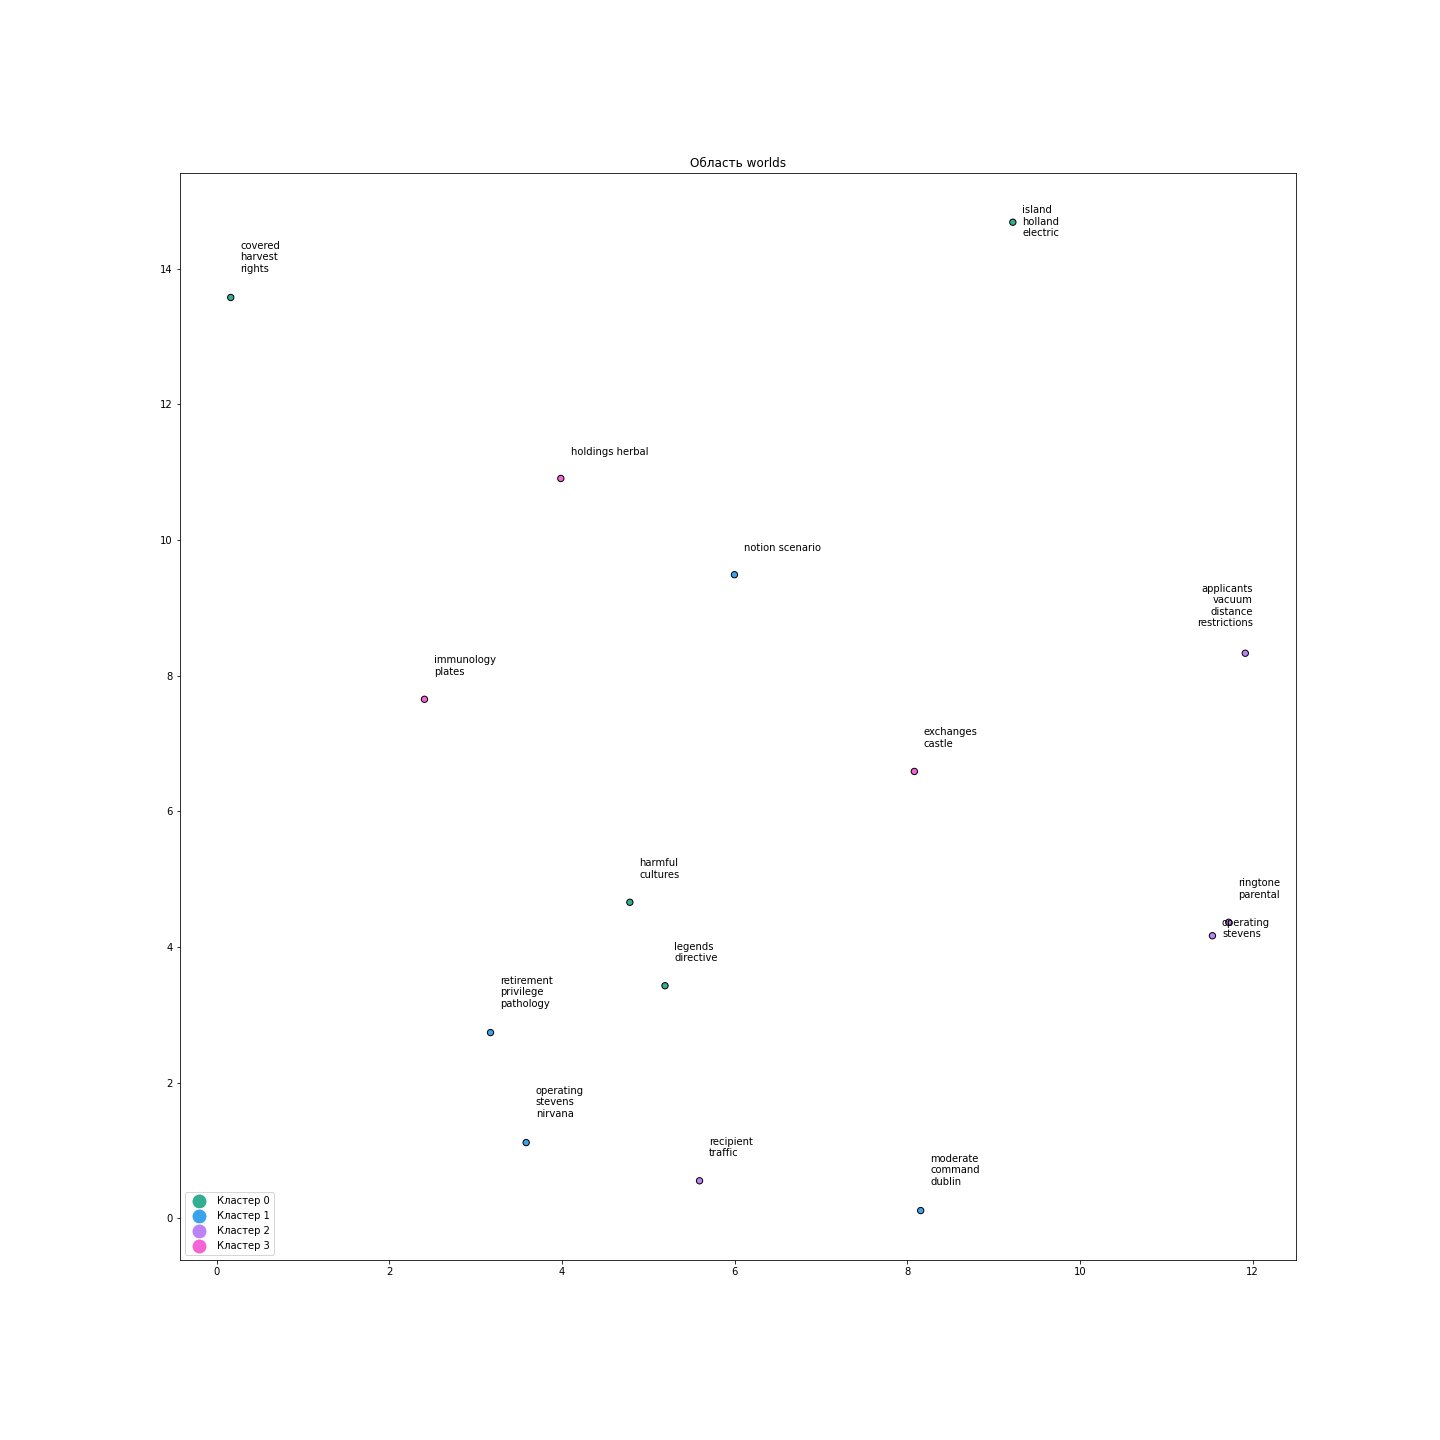 Область worlds
island
holland
electric
covered
harvest
rights
14
12
holdings herbal
10
notion scenario
applicants
vacuum
distance
restrictions
immunology
plates
8
exchanges
castle
6
harmful
cultures
ringtone
parental
operating
stevens
4
legends
directive
retirement
privilege
pathology
2
operating
stevens
nirvana
recipient
traffic
moderate
command
dublin
0
Кластер 0
Кластер 1
Кластер 2
Кластер 3
0 2 4 6 8 10 12